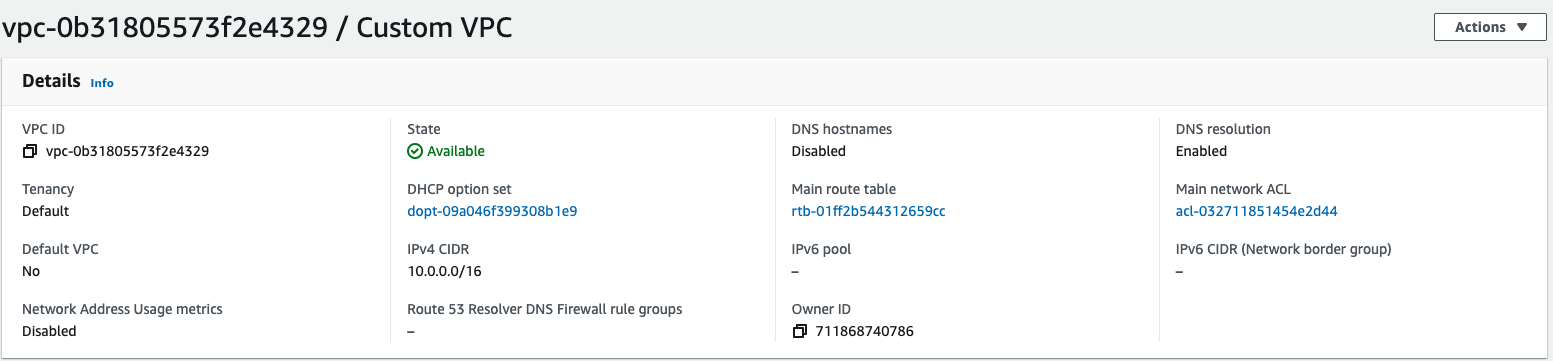 vpc-0b31805573f2e4329 / Custom VPC
Actions
Details Info
VPC ID
vpc-0b31805573f2e4329
State
Available
DNS hostnames
Disabled
DNS resolution
Enabled
Tenancy
Default
DHCP option set
dopt-09a046f399308b1e9
Main route table
rtb-01ff2b544312659cc
Main network ACL
acl-032711851454e2d44
Default VPC
No
IPv4 CIDR
10.0.0.0/16
IPv6 pool
–
IPv6 CIDR (Network border group)
–
Network Address Usage metrics
Disabled
Route 53 Resolver DNS Firewall rule groups
–
Owner ID
711868740786